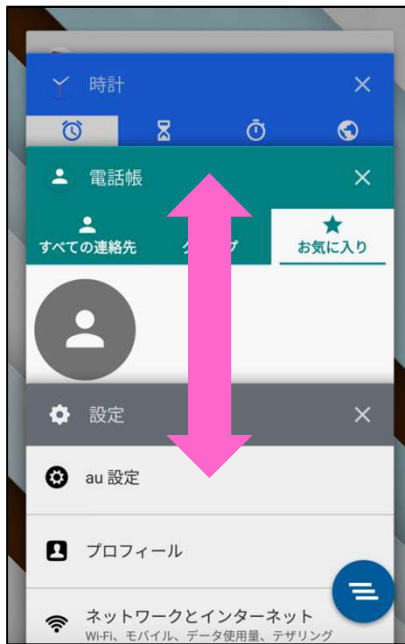 時計
電話帳
すべての連絡先
お気に入り
設定
au 設定
プロフィール
ネットワークとインターネット
Wi-Fi、モバイル、データ使用量、テザリング